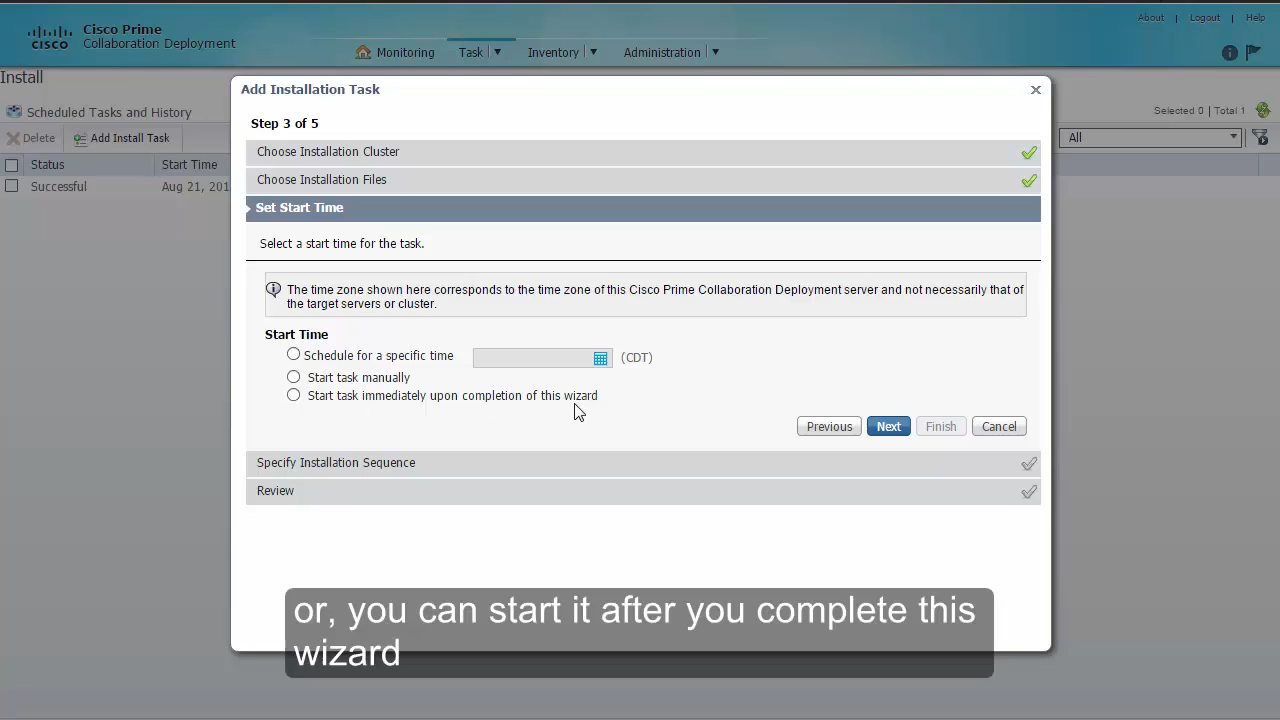 Cisco Prime
Collaboration Deployment
CISCO
About | Logout | Help
Monitoring Task Inventory Administration
Install
Scheduled Tasks and History
Selected 0 | Total 1
Delete Add Install Task
All
Status Start Time
Successful Aug 21, 201
Add Installation Task
Step 3 of 5
Choose Installation Cluster
Choose Installation Files
Set Start Time
Select a start time for the task.
The time zone shown here corresponds to the time zone of this Cisco Prime Collaboration Deployment server and not necessarily that of
the target servers or cluster.
Start Time
Schedule for a specific time (CDT)
Start task manually
Start task immediately upon completion of this wizard
Previous Next Finish Cancel
Specify Installation Sequence
Review
or, you can start it after you complete this
wizard